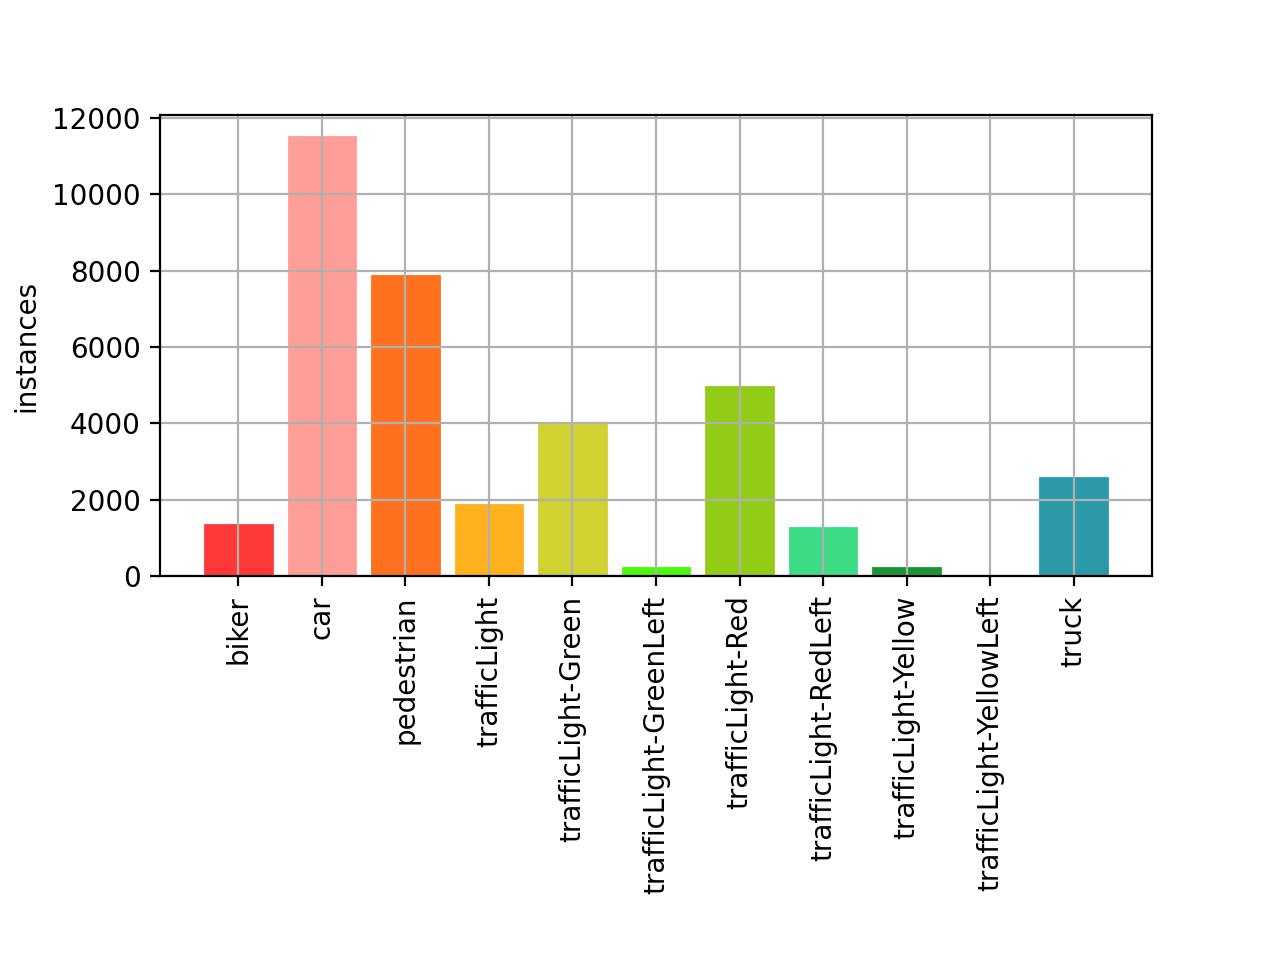 12000
10000
8000
6000
4000
2000
0
instances
biker
car
pedestrian
trafficLight
trafficLight-Green
trafficLight-GreenLeft
trafficLight-Red
trafficLight-RedLeft
trafficLight-Yellow
trafficLight-YellowLeft
truck